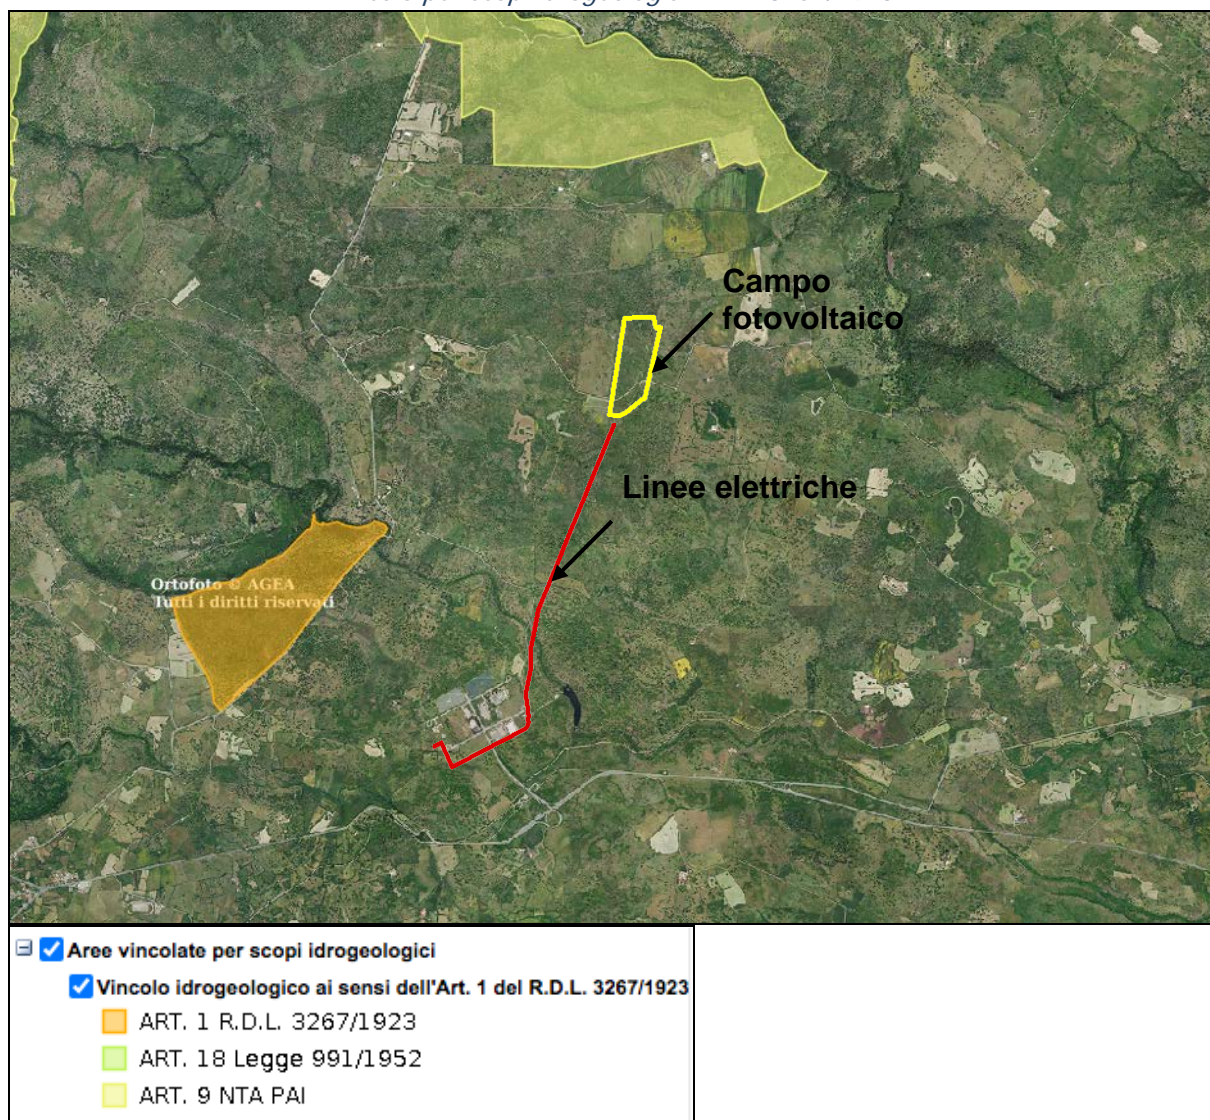 Campo
fotovoltaico
Linee elettriche
Ortofoto © AGEA
Tutti i diritti riservati
Aree vincolate per scopi idrogeologici
Vincolo idrogeologico ai sensi dell'Art. 1 del R.D.L. 3267/1923
ART. 1 R.D.L. 3267/1923
ART. 18 Legge 991/1952
ART. 9 NTA PAI